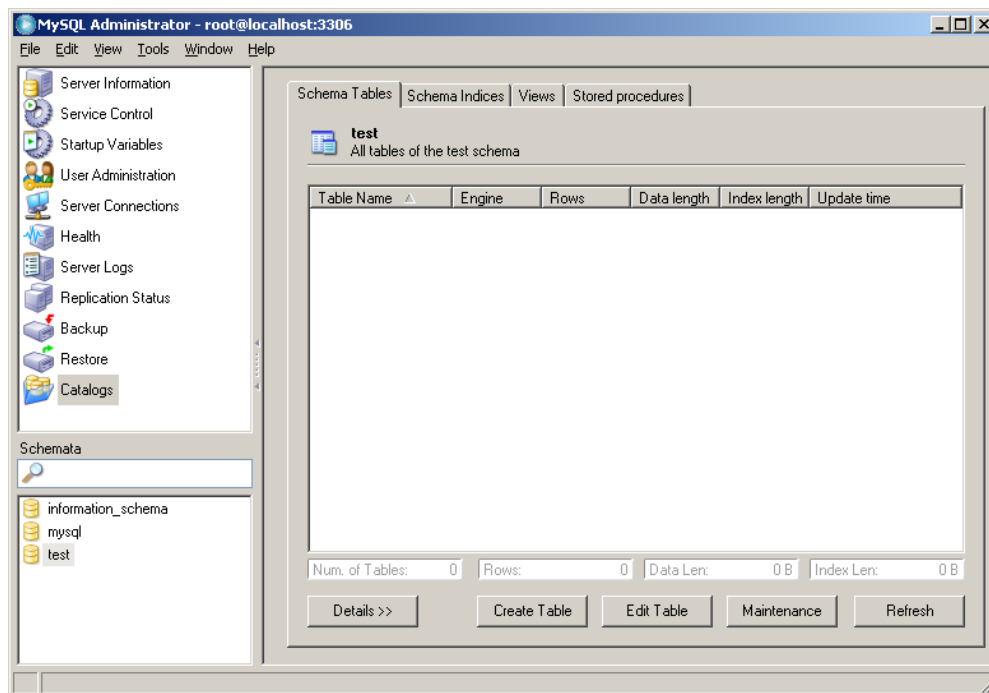 MySQL Administrator - root@localhost:3306
File Edit View Tools Window Help
Server Information
Service Control
Startup Variables
User Administration
Server Connections
Health
Server Logs
Replication Status
Backup
Restore
Catalogs
Schemata
information_schema
mysql
test
Schema Tables Schema Indices Views Stored procedures
test
All tables of the test schema
Table Name Engine Rows Data length Index length Update time
Num. of Tables: 0 Rows: 0 Data Len: 0 B Index Len: 0 B
Details >> Create Table Edit Table Maintenance Refresh